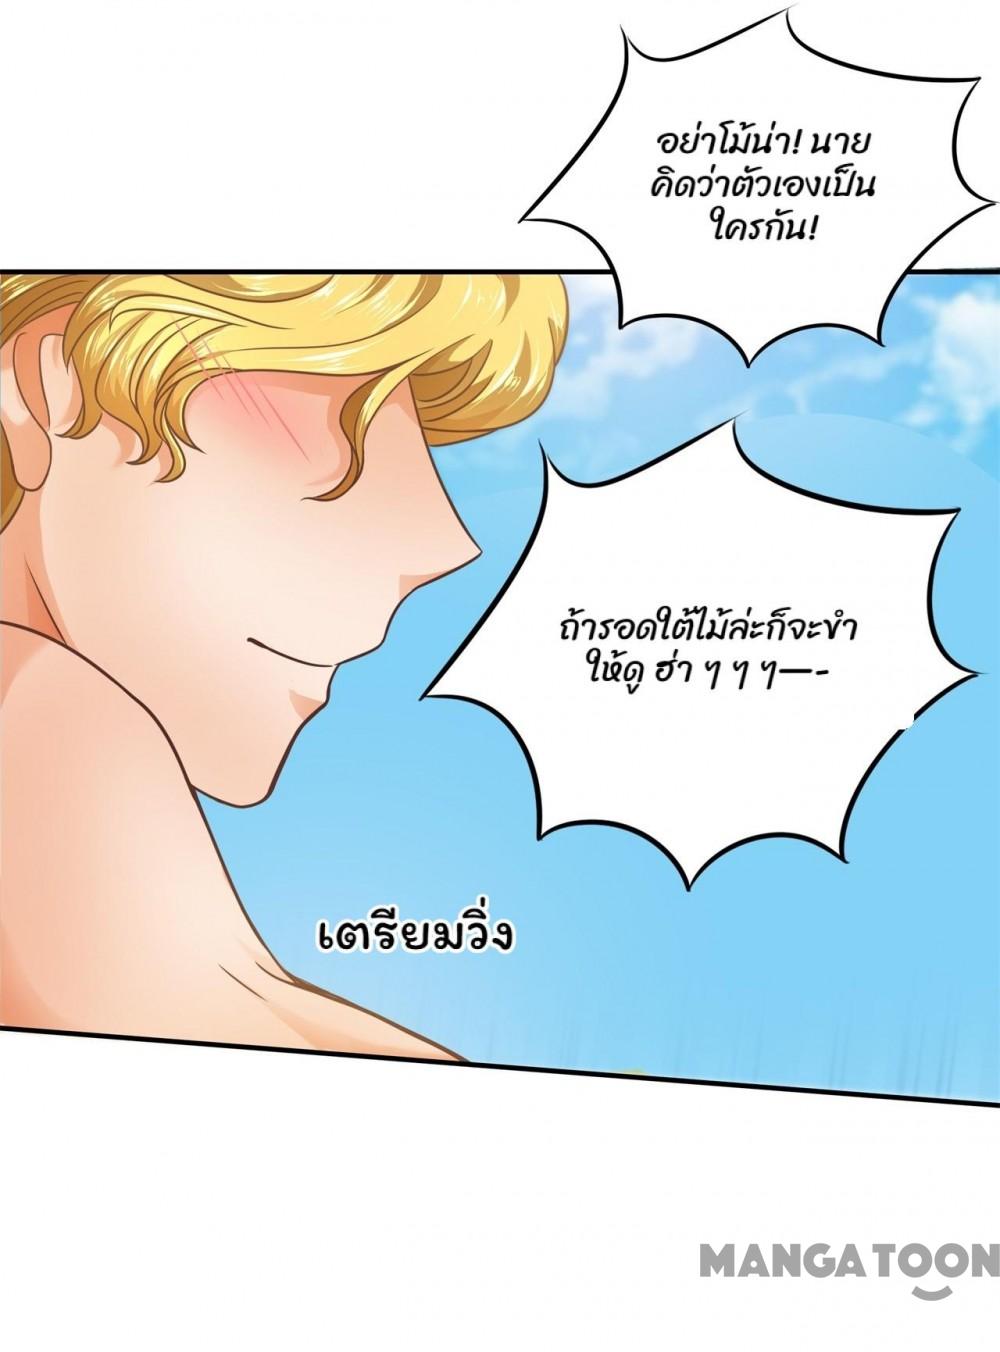 อย่าโม้น่า! นาย
คิดว่าตัวเองเป็น
ใครกัน!
ถ้ารอดใต้ไม้ล่ะก็จะขำ
ให้ดู ฮ่า ๆ ๆ ๆ—-
เตรียมวิ่ง
MANGATOON